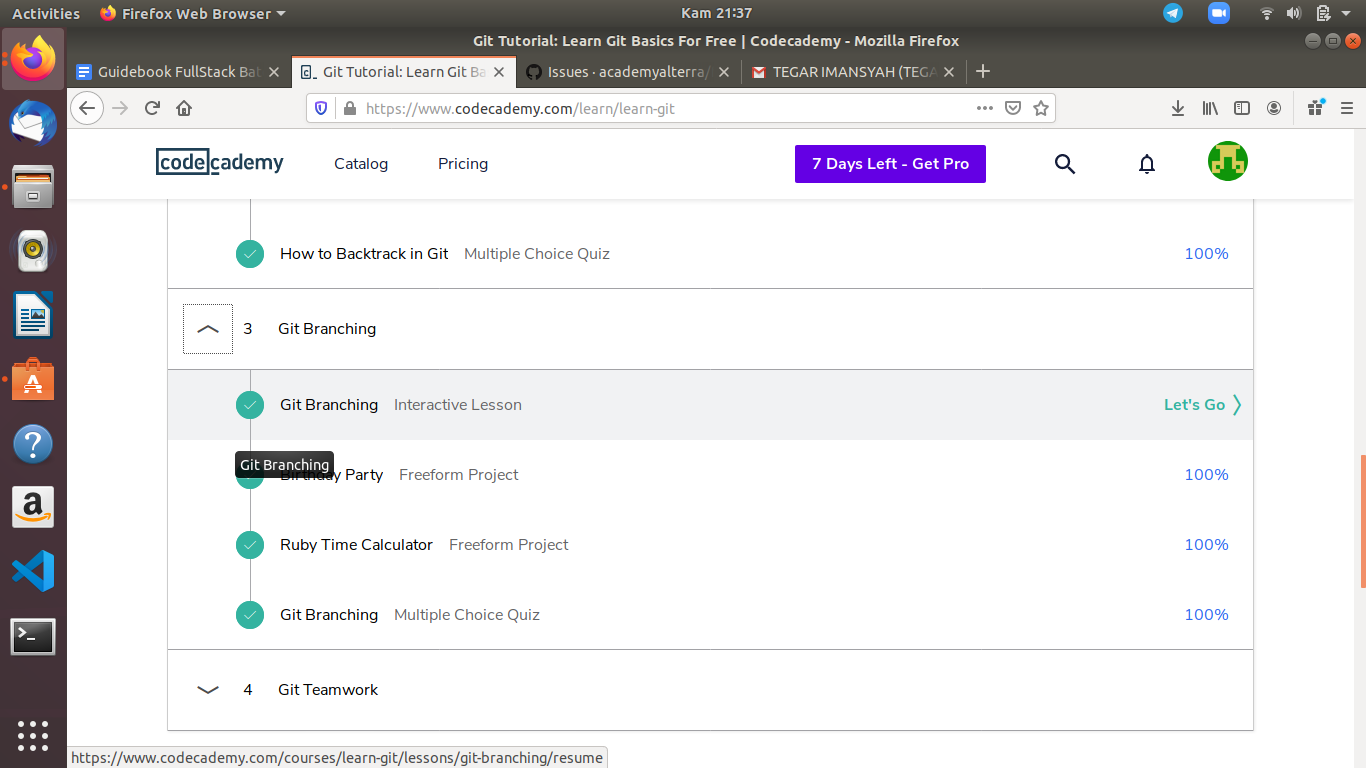 Activities Firefox Web Browser Kam 21:37
Git Tutorial: Learn Git Basics For Free | Codecademy - Mozilla Firefox
Guidebook FullStack Bat Git Tutorial: Learn Git Ba Issues · academyalterra/ TEGAR IMANSYAH (TEGA
https://www.codecademy.com/learn/learn-git
codecademy Catalog Pricing 7 Days Left - Get Pro
How to Backtrack in Git Multiple Choice Quiz 100%
3 Git Branching
Git Branching Interactive Lesson Let's Go
Git Branching
Birthday Party Freeform Project 100%
Ruby Time Calculator Freeform Project 100%
Git Branching Multiple Choice Quiz 100%
4 Git Teamwork
https://www.codecademy.com/courses/learn-git/lessons/git-branching/resume